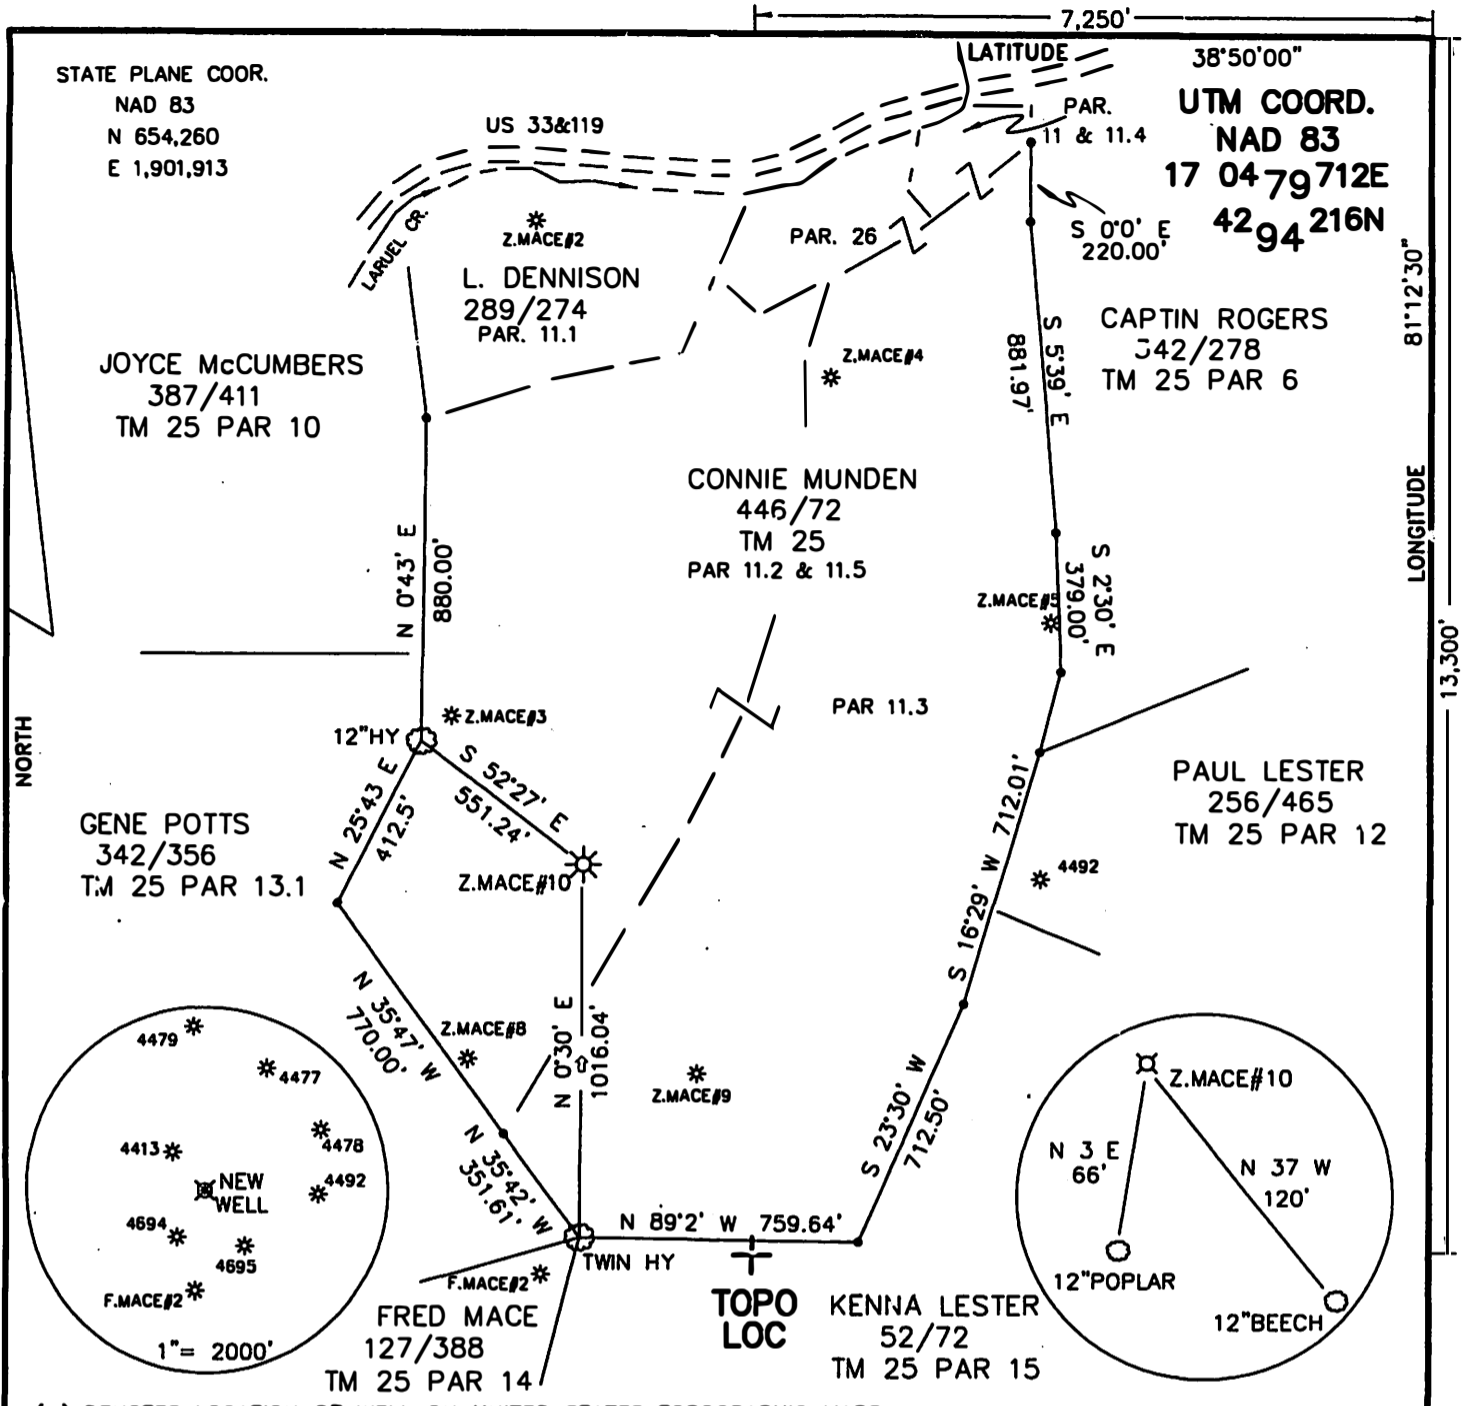 7,250'
LATITUDE
38°50'00"
STATE PLANE COOR.
NAD 83
N 654,260
E 1,901,913
US 33&119
PAR.
11 & 11.4
UTM COORD.
NAD 83
17 04 79 712E
42 94 216N
LARUEL CR.
Z.MACE#2
L. DENNISON
289/274
PAR. 11.1
PAR. 26
S 0°0' E
220.00'
81°12'30"
LONGITUDE
13,300'
JOYCE McCUMBERS
387/411
TM 25 PAR 10
Z.MACE#4
S 5°39' E
881.97'
CAPTIN ROGERS
342/278
TM 25 PAR 6
CONNIE MUNDEN
446/72
TM 25
PAR 11.2 & 11.5
N 0°43' E
880.00'
Z.MACE#5
S 2°30' E
379.00'
NORTH
Z.MACE#3
12"HY
PAR 11.3
S 52°27' E
551.24'
N 25°43 E
412.5'
GENE POTTS
342/356
TM 25 PAR 13.1
Z.MACE#10
S 16°29' W 712.01'
PAUL LESTER
256/465
TM 25 PAR 12
4492
N 35°47' W
770.00'
Z.MACE#8
N 0°30' E
1016.04'
Z.MACE#9
S 23°30' W
712.50'
N 35°42' W
351.61'
N 89°2' W 759.64'
TWIN HY
F.MACE#2
FRED MACE
127/388
TM 25 PAR 14
TOPO
LOC
KENNA LESTER
52/72
TM 25 PAR 15
4479
4477
4413
4478
NEW
WELL
4492
4694
4695
F.MACE#2
1"= 2000'
Z.MACE#10
N 3 E
66'
N 37 W
120'
12"POPLAR
12"BEECH